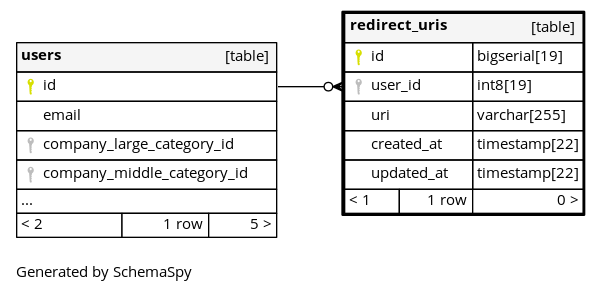 users [table]
id
email
company_large_category_id
company_middle_category_id
...
< 2 1 row 5 >
redirect_uris [table]
id bigserial[19]
user_id int8[19]
uri varchar[255]
created_at timestamp[22]
updated_at timestamp[22]
< 1 1 row 0 >
Generated by SchemaSpy